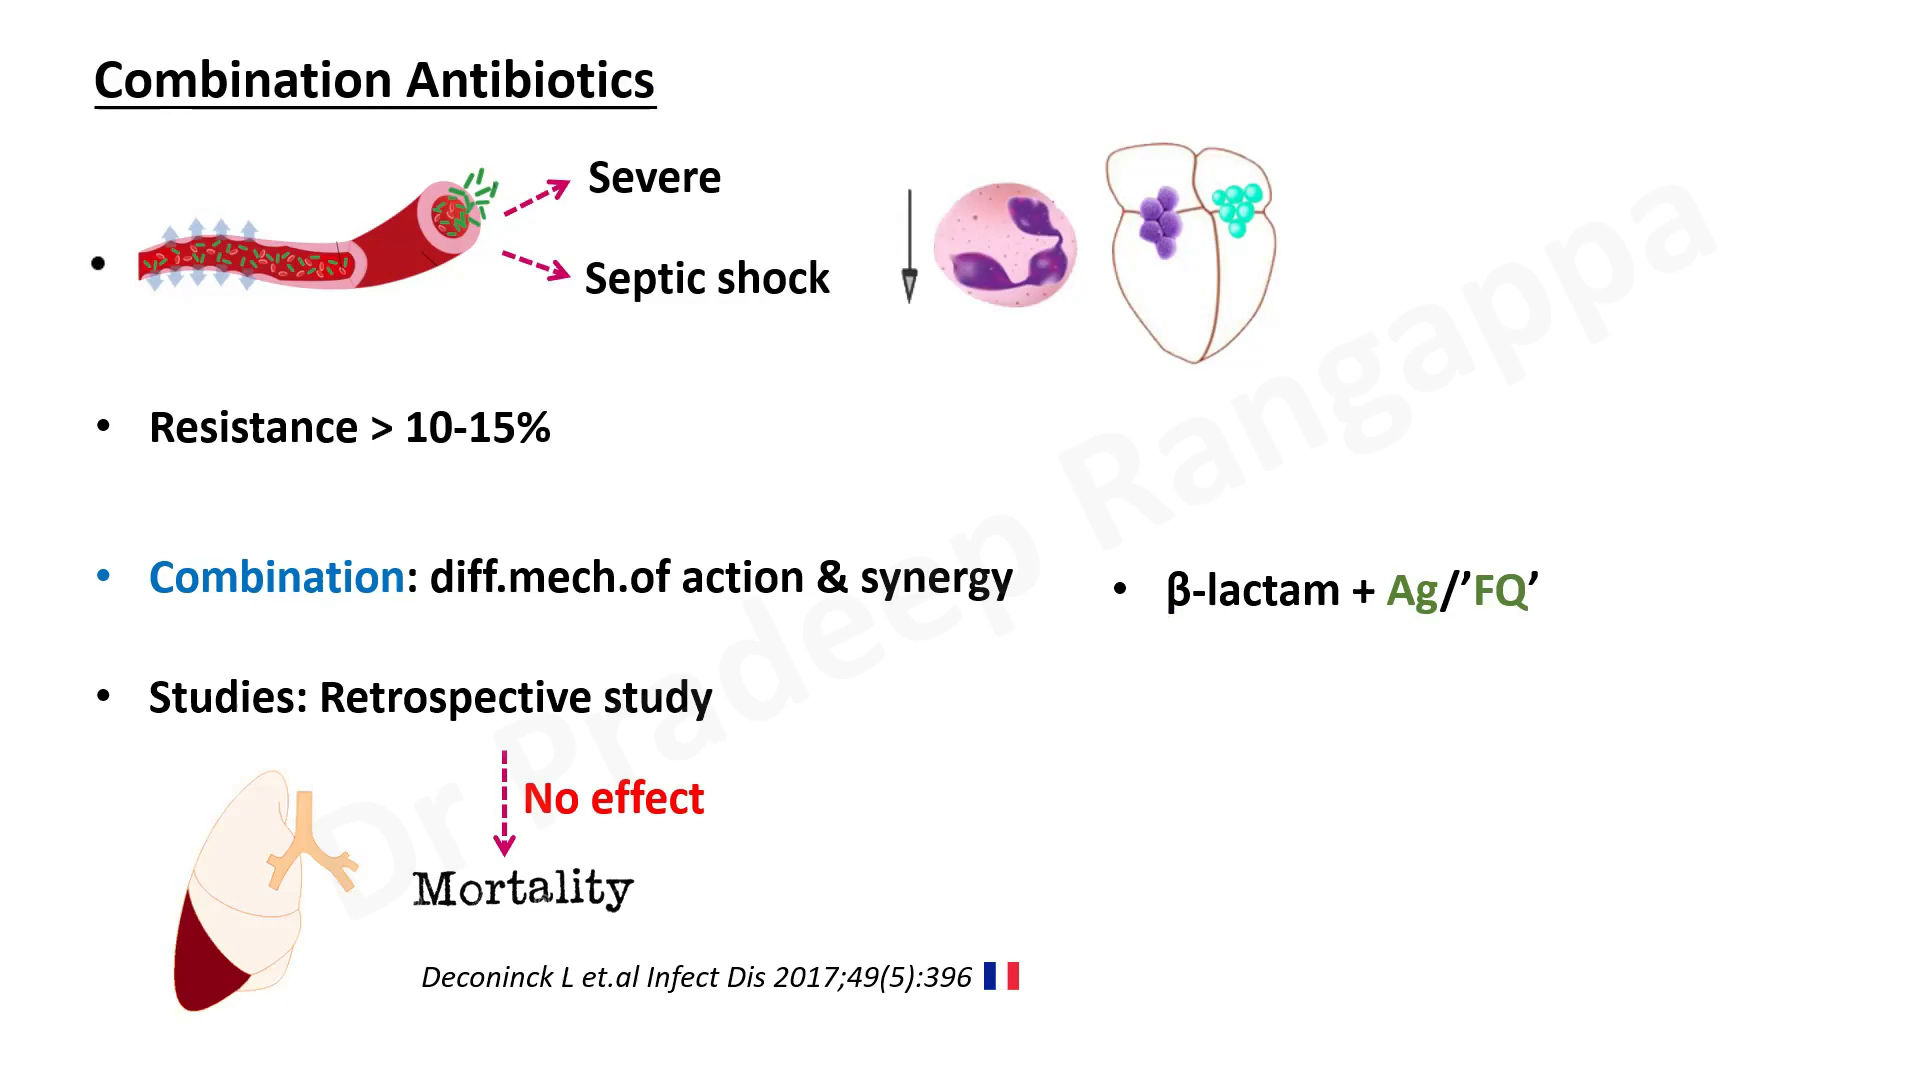 Combination Antibiotics
Severe
Septic shock
• Resistance > 10-15%
• Combination: diff.mech.of action & synergy
• β-lactam + Ag/’FQ’
• Studies: Retrospective study
No effect
Mortality
Deconinck L et.al Infect Dis 2017;49(5):396
Dr Pradeep Rangappa